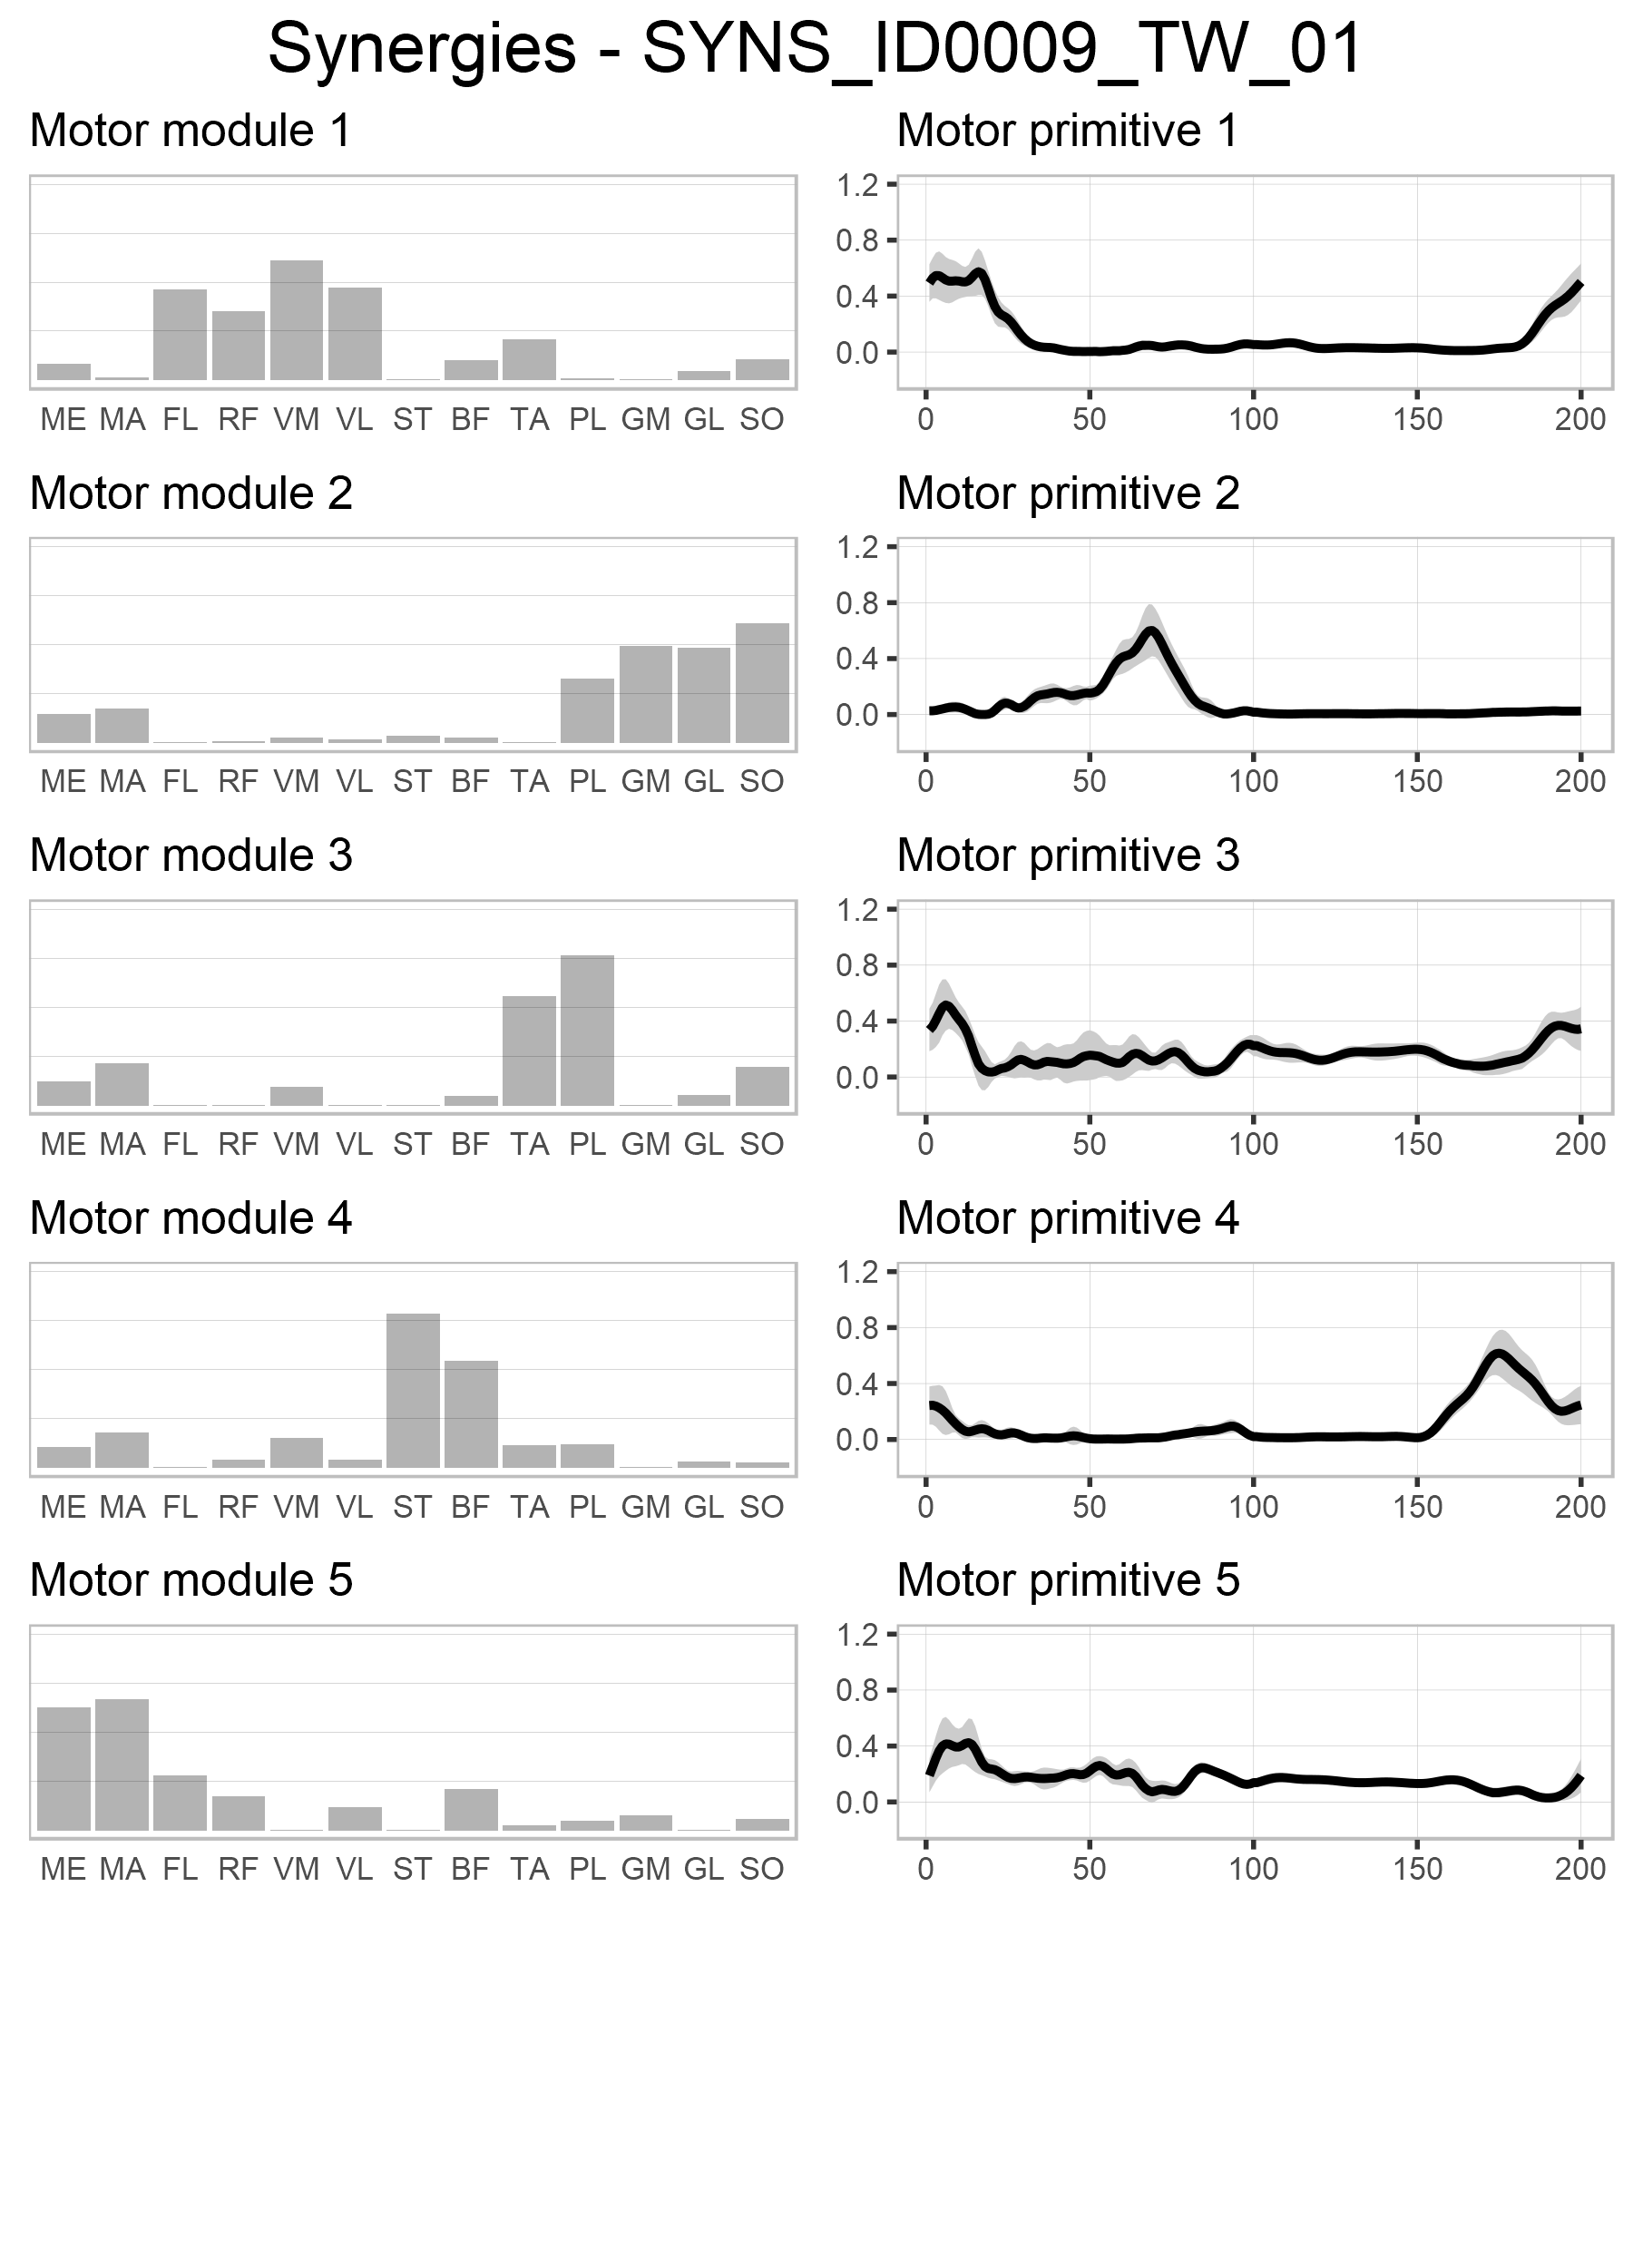 Synergies - SYNS_ID0009_TW_01
Motor module 1
Motor primitive 1
1.2
0.8
0.4
0.0
ME MA FL RF VM VL ST BF TA PL GM GL SO
0 50 100 150 200
Motor module 2
Motor primitive 2
1.2
0.8
0.4
0.0
ME MA FL RF VM VL ST BF TA PL GM GL SO
0 50 100 150 200
Motor module 3
Motor primitive 3
1.2
0.8
0.4
0.0
ME MA FL RF VM VL ST BF TA PL GM GL SO
0 50 100 150 200
Motor module 4
Motor primitive 4
1.2
0.8
0.4
0.0
ME MA FL RF VM VL ST BF TA PL GM GL SO
0 50 100 150 200
Motor module 5
Motor primitive 5
1.2
0.8
0.4
0.0
ME MA FL RF VM VL ST BF TA PL GM GL SO
0 50 100 150 200